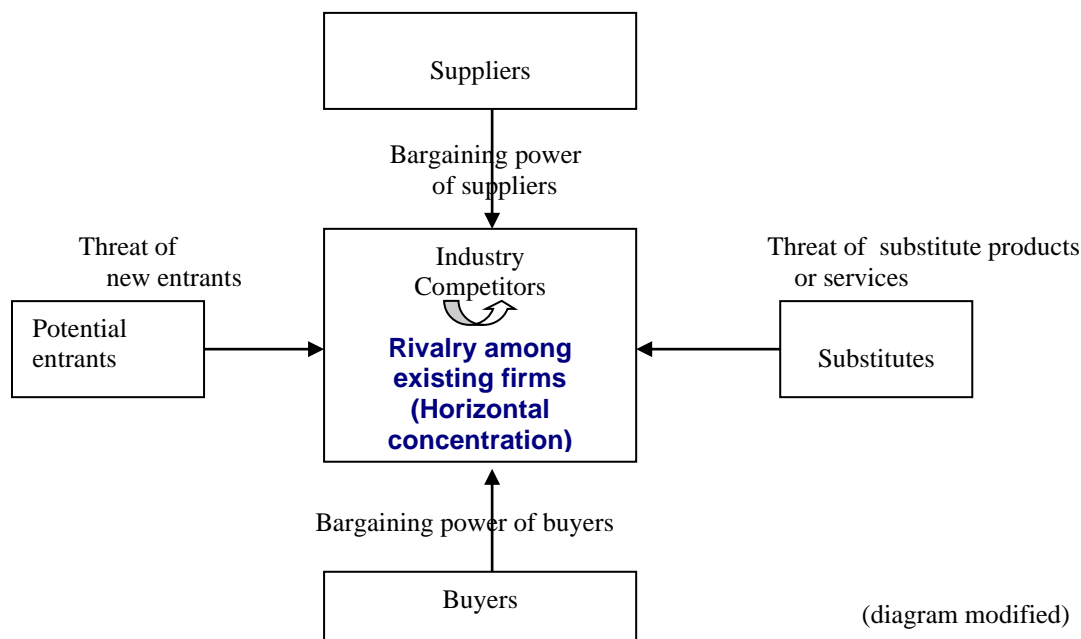 Suppliers
Bargaining power
of suppliers
Threat of
new entrants
Industry
Competitors
Threat of substitute products
or services
Potential
entrants
Rivalry among
existing firms
(Horizontal
concentration)
Substitutes
Bargaining power of buyers
Buyers
(diagram modified)